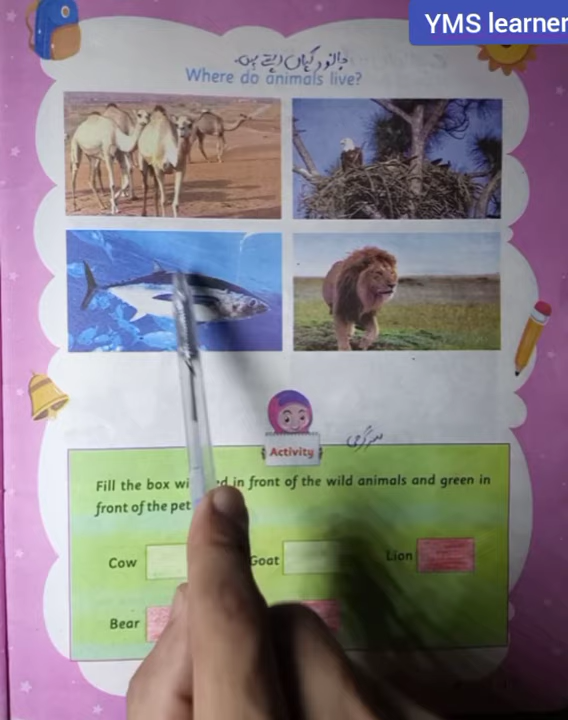 YMS learner
جانور کہاں رہتے ہیں
Where do animals live?
سرگرمی
Activity
Fill the box in front of the wild animals and green in
front of the pet
Cow Goat Lion
Bear